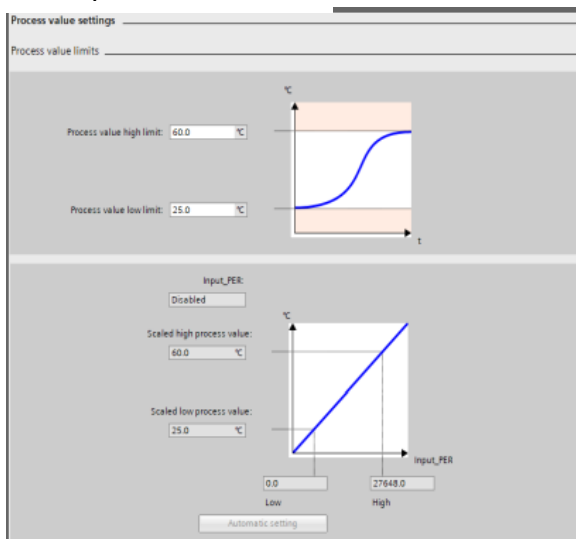 Process value settings
Process value limits
℃
Process value high limit: 60.0 ℃
Process value low limit: 25.0 ℃
t
Input_PER:
Disabled
℃
Scaled high process value:
60.0 ℃
Scaled low process value:
25.0 ℃
Input_PER
0.0 27648.0
Low High
Automatic setting